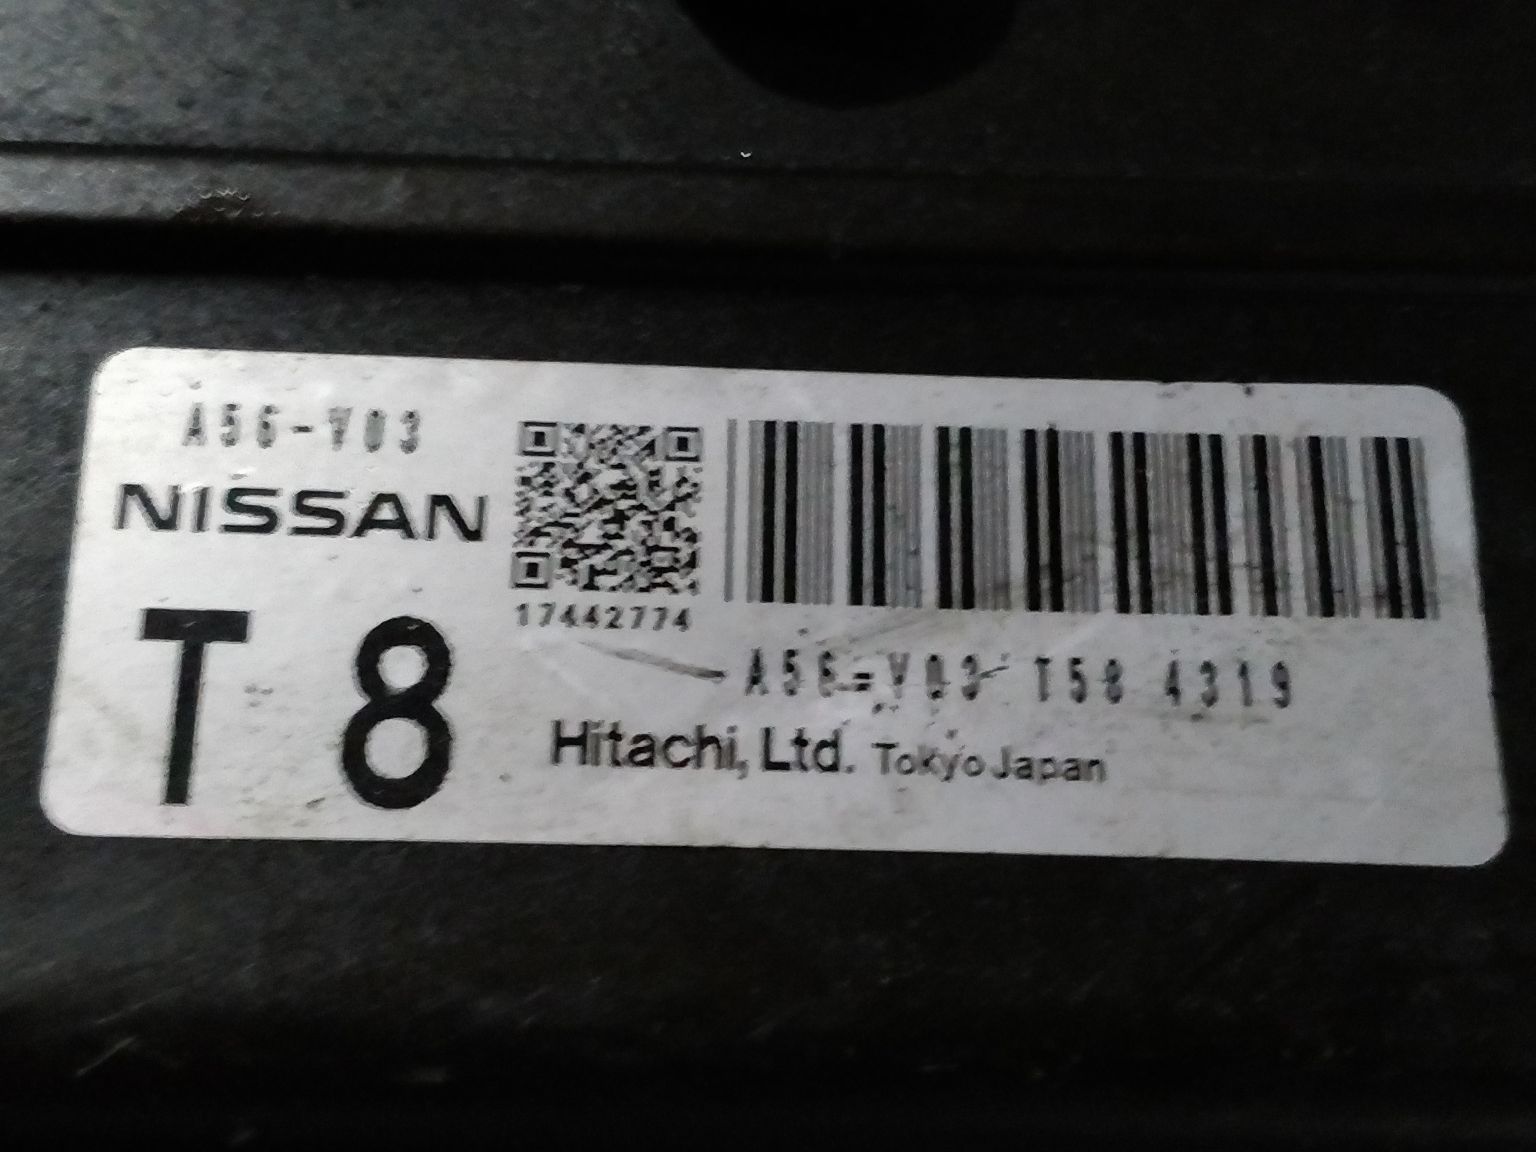 A56-V03
NISSAN
T 8
17442774
A56-V03 T58 4319
Hitachi, Ltd. Tokyo Japan